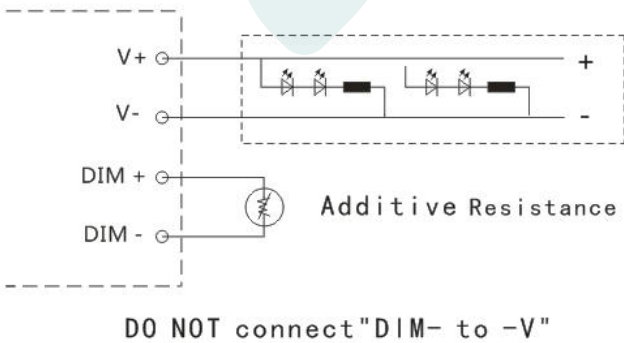 V+
+
V-
-
DIM +
Additive Resistance
DIM -
DO NOT connect"DIM- to -V"